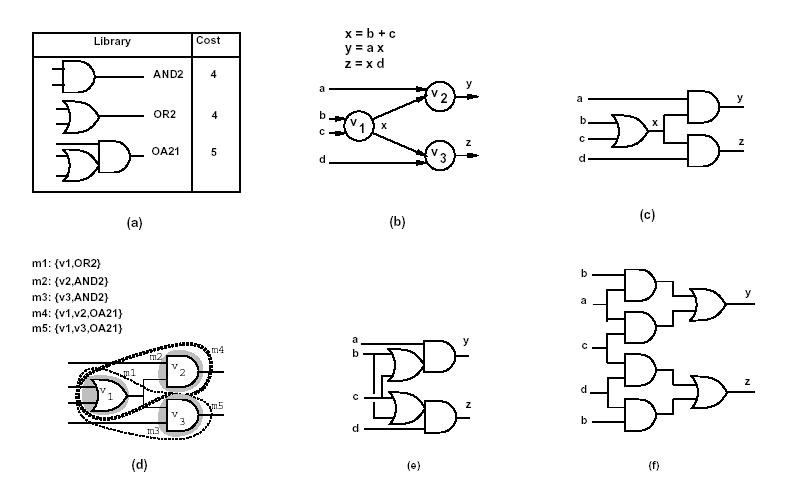 Library Cost
AND2 4
OR2 4
OA21 5
(a)
x = b + c
y = a x
z = x d
a
b
c
d
v1
v2
v3
x
y
z
(b)
a
b
c
d
x
y
z
(c)
m1: {v1,OR2}
m2: {v2,AND2}
m3: {v3,AND2}
m4: {v1,v2,OA21}
m5: {v1,v3,OA21}
m1
m2
m4
v1
v2
v3
m3
m5
(d)
a
b
c
d
y
z
(e)
b
a
c
d
b
y
z
(f)